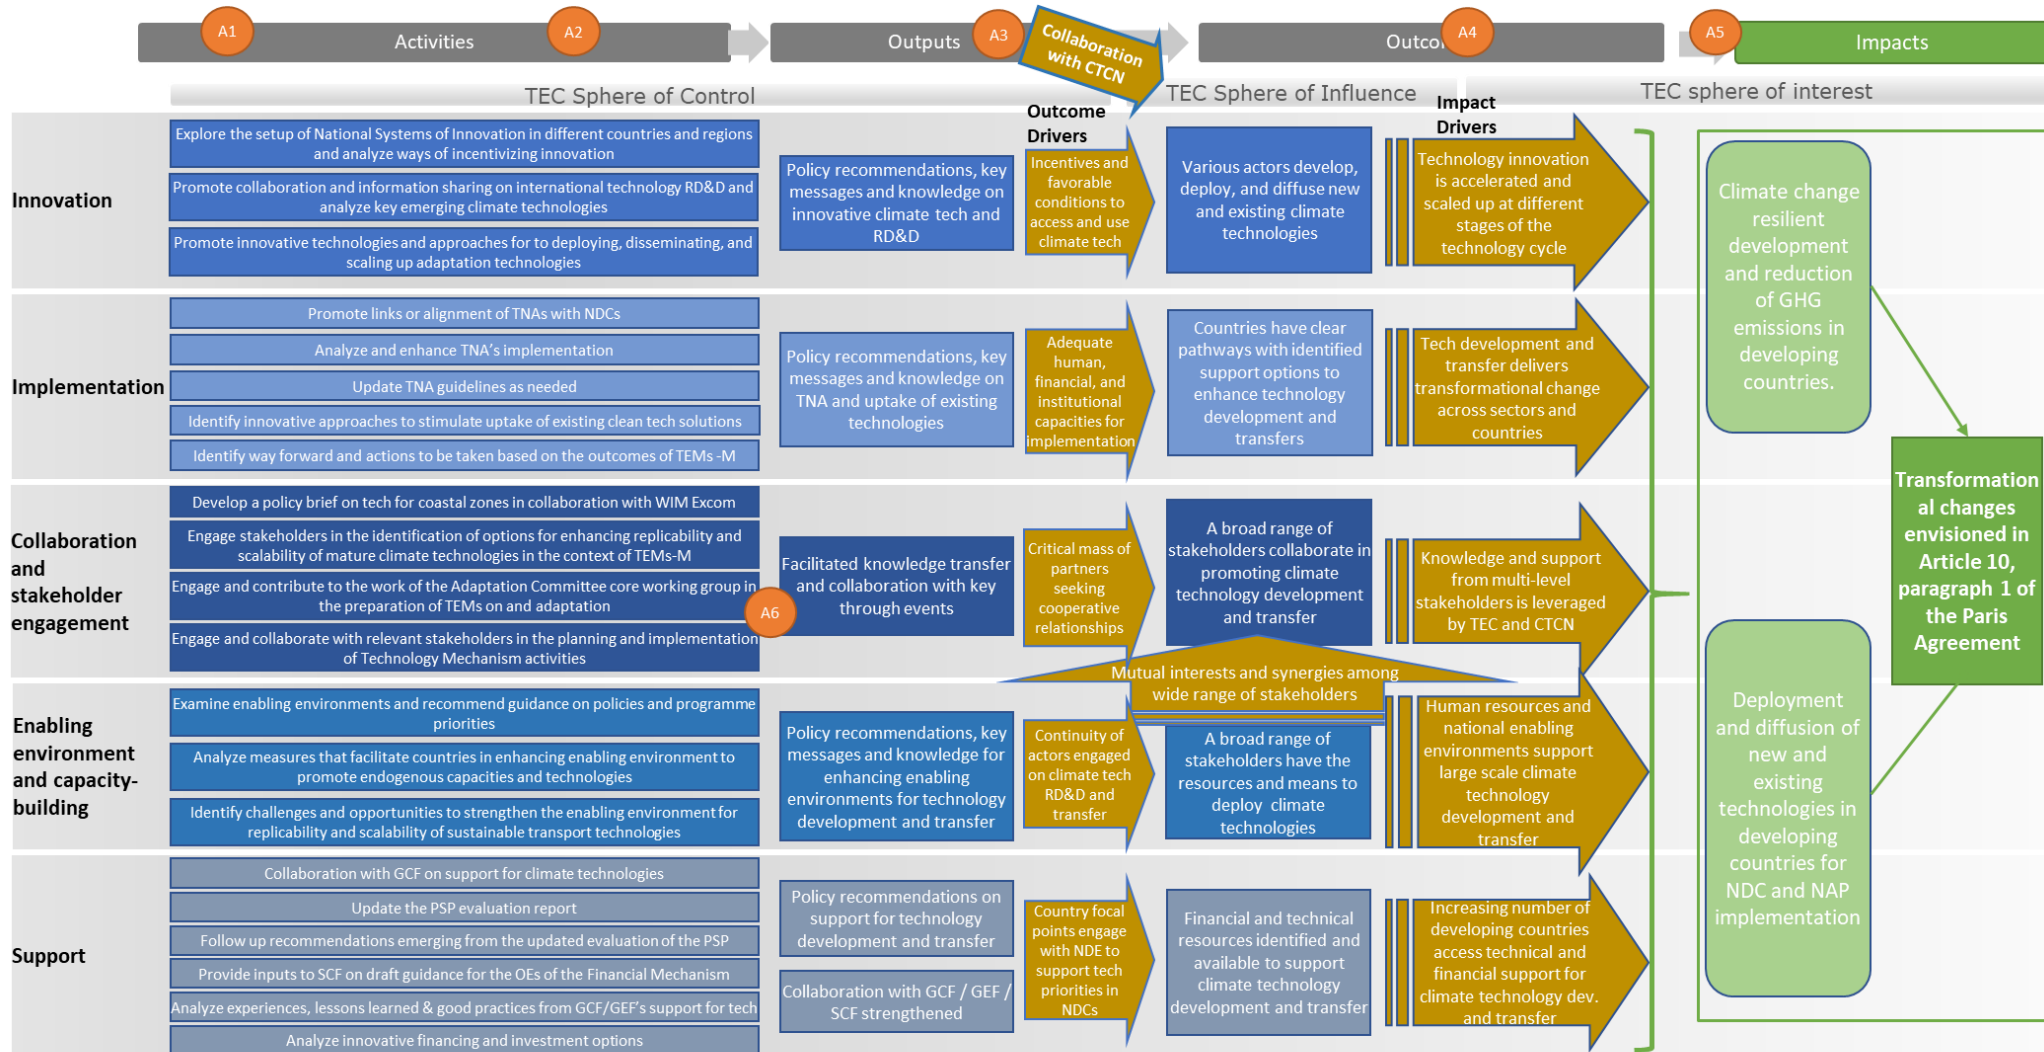 A1
Activities
A2
Outputs
A3
Collaboration
with CTCN
Outcor
A4
A5
Impacts
TEC Sphere of Control
TEC Sphere of Influence
TEC sphere of interest
Outcome
Drivers
Impact
Drivers
Innovation
Explore the setup of National Systems of Innovation in different countries and regions
and analyze ways of incentivizing innovation
Promote collaboration and information sharing on international technology RD&D and
analyze key emerging climate technologies
Promote innovative technologies and approaches for to deploying, disseminating, and
scaling up adaptation technologies
Policy recommendations, key
messages and knowledge on
innovative climate tech and
RD&D
Incentives and
favorable
conditions to
access and use
climate tech
Various actors develop,
deploy, and diffuse new
and existing climate
technologies
Technology innovation
is accelerated and
scaled up at different
stages of the
technology cycle
Implementation
Promote links or alignment of TNAs with NDCs
Analyze and enhance TNA's implementation
Update TNA guidelines as needed
Identify innovative approaches to stimulate uptake of existing clean tech solutions
Identify way forward and actions to be taken based on the outcomes of TEMs -M
Policy recommendations, key
messages and knowledge on
TNA and uptake of existing
technologies
Adequate
human,
financial, and
institutional
capacities for
implementation
Countries have clear
pathways with identified
support options to
enhance technology
development and
transfers
Tech development and
transfer delivers
transformational change
across sectors and
countries
Collaboration
and
stakeholder
engagement
Develop a policy brief on tech for coastal zones in collaboration with WIM Excom
Engage stakeholders in the identification of options for enhancing replicability and
scalability of mature climate technologies in the context of TEMs-M
Engage and contribute to the work of the Adaptation Committee core working group in
the preparation of TEMs on and adaptation
Engage and collaborate with relevant stakeholders in the planning and implementation
of Technology Mechanism activities
A6
Facilitated knowledge transfer
and collaboration with key
through events
Critical mass of
partners
seeking
cooperative
relationships
A broad range of
stakeholders collaborate in
promoting climate
technology development
and transfer
Knowledge and support
from multi-level
stakeholders is leveraged
by TEC and CTCN
Mutual interests and synergies among
wide range of stakeholders
Enabling
environment
and capacity-
building
Examine enabling environments and recommend guidance on policies and programme
priorities
Analyze measures that facilitate countries in enhancing enabling environment to
promote endogenous capacities and technologies
Identify challenges and opportunities to strengthen the enabling environment for
replicability and scalability of sustainable transport technologies
Policy recommendations, key
messages and knowledge for
enhancing enabling
environments for technology
development and transfer
Continuity of
actors engaged
on climate tech
RD&D and
transfer
A broad range of
stakeholders have the
resources and means to
deploy climate
technologies
Human resources and
national enabling
environments support
large scale climate
technology
development and
transfer
Support
Collaboration with GCF on support for climate technologies
Update the PSP evaluation report
Follow up recommendations emerging from the updated evaluation of the PSP
Provide inputs to SCF on draft guidance for the OEs of the Financial Mechanism
Analyze experiences, lessons learned & good practices from GCF/GEF's support for tech
Analyze innovative financing and investment options
Policy recommendations on
support for technology
development and transfer
Collaboration with GCF / GEF /
SCF strengthened
Country focal
points engage
with NDE to
support tech
priorities in
NDCs
Financial and technical
resources identified and
available to support
climate technology
development and transfer
Increasing number of
developing countries
access technical and
financial support for
climate technology dev.
and transfer
Climate change
resilient
development
and reduction
of GHG
emissions in
developing
countries.
Transformation
al changes
envisioned in
Article 10,
paragraph 1 of
the Paris
Agreement
Deployment
and diffusion of
new and
existing
technologies in
developing
countries for
NDC and NAP
implementation